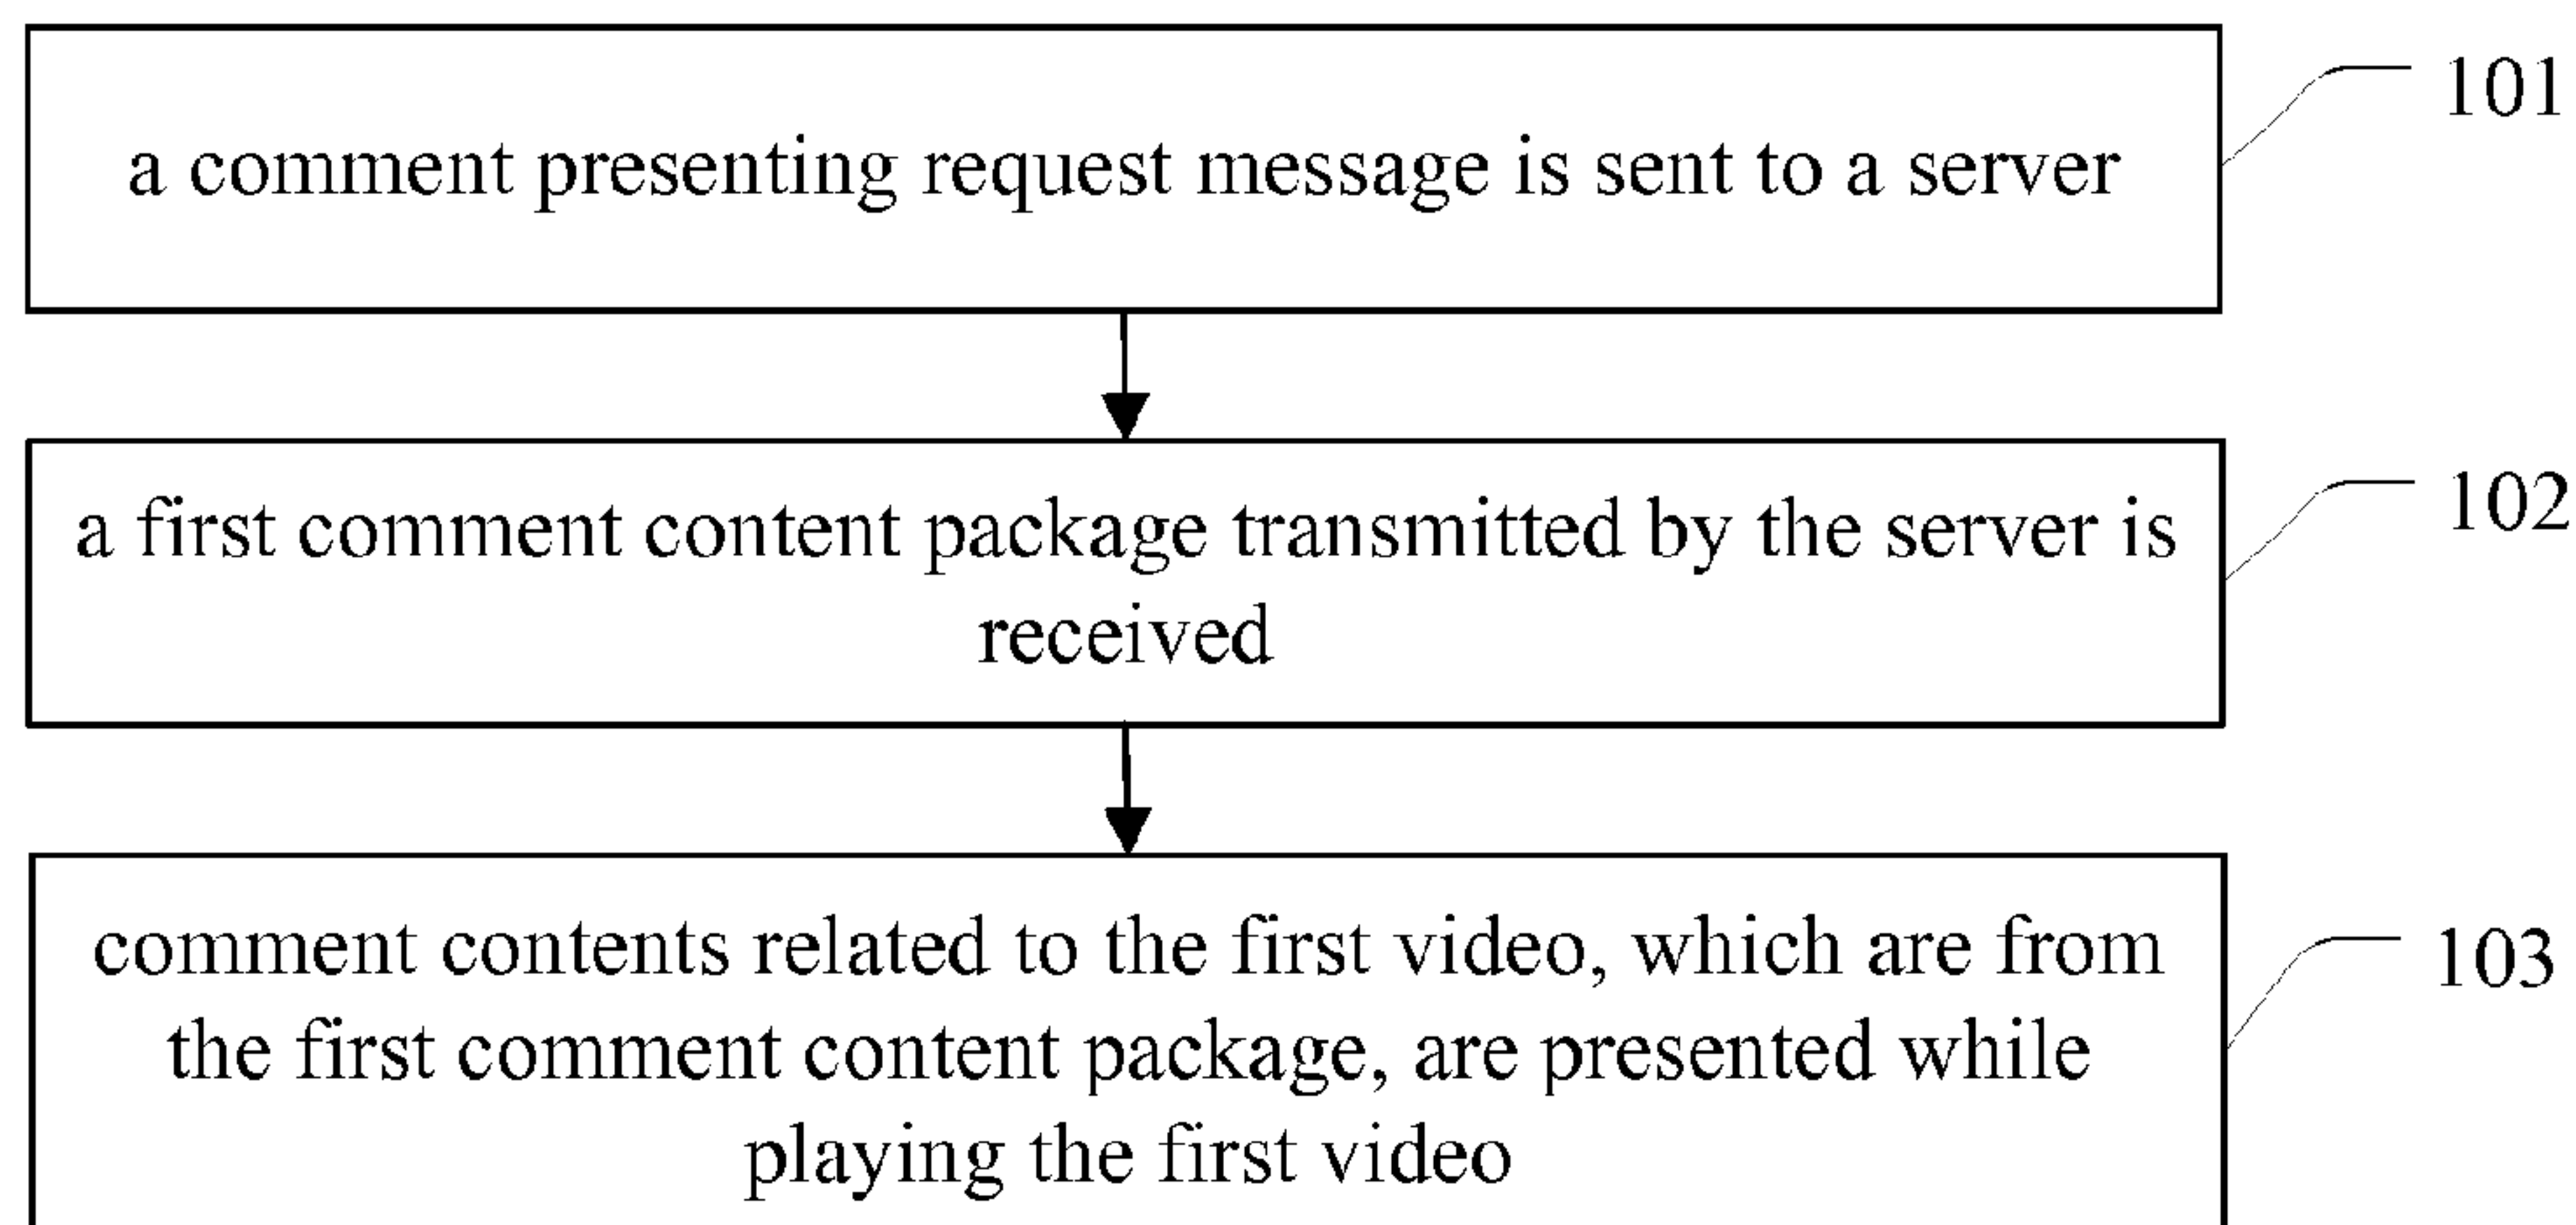 a comment presenting request message is sent to a server
101
a first comment content package transmitted by the server is
received
102
comment contents related to the first video, which are from
the first comment content package, are presented while
playing the first video
103